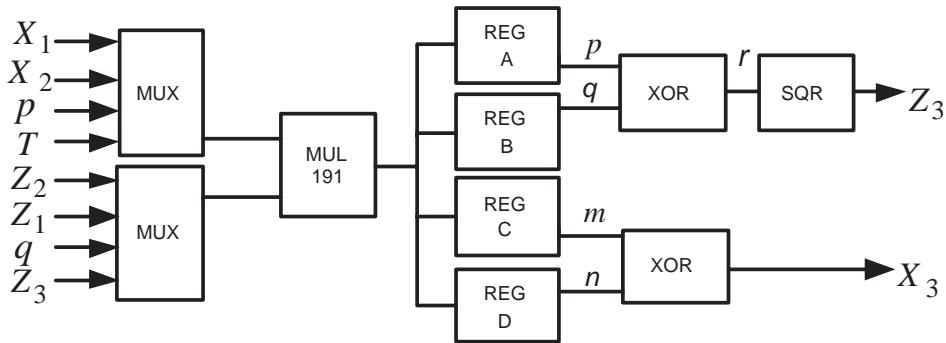 X1
X2
p
T
MUX
Z2
Z1
q
Z3
MUX
MUL
191
REG
A
REG
B
REG
C
REG
D
p
q
XOR
r
SQR
Z3
m
n
XOR
X3